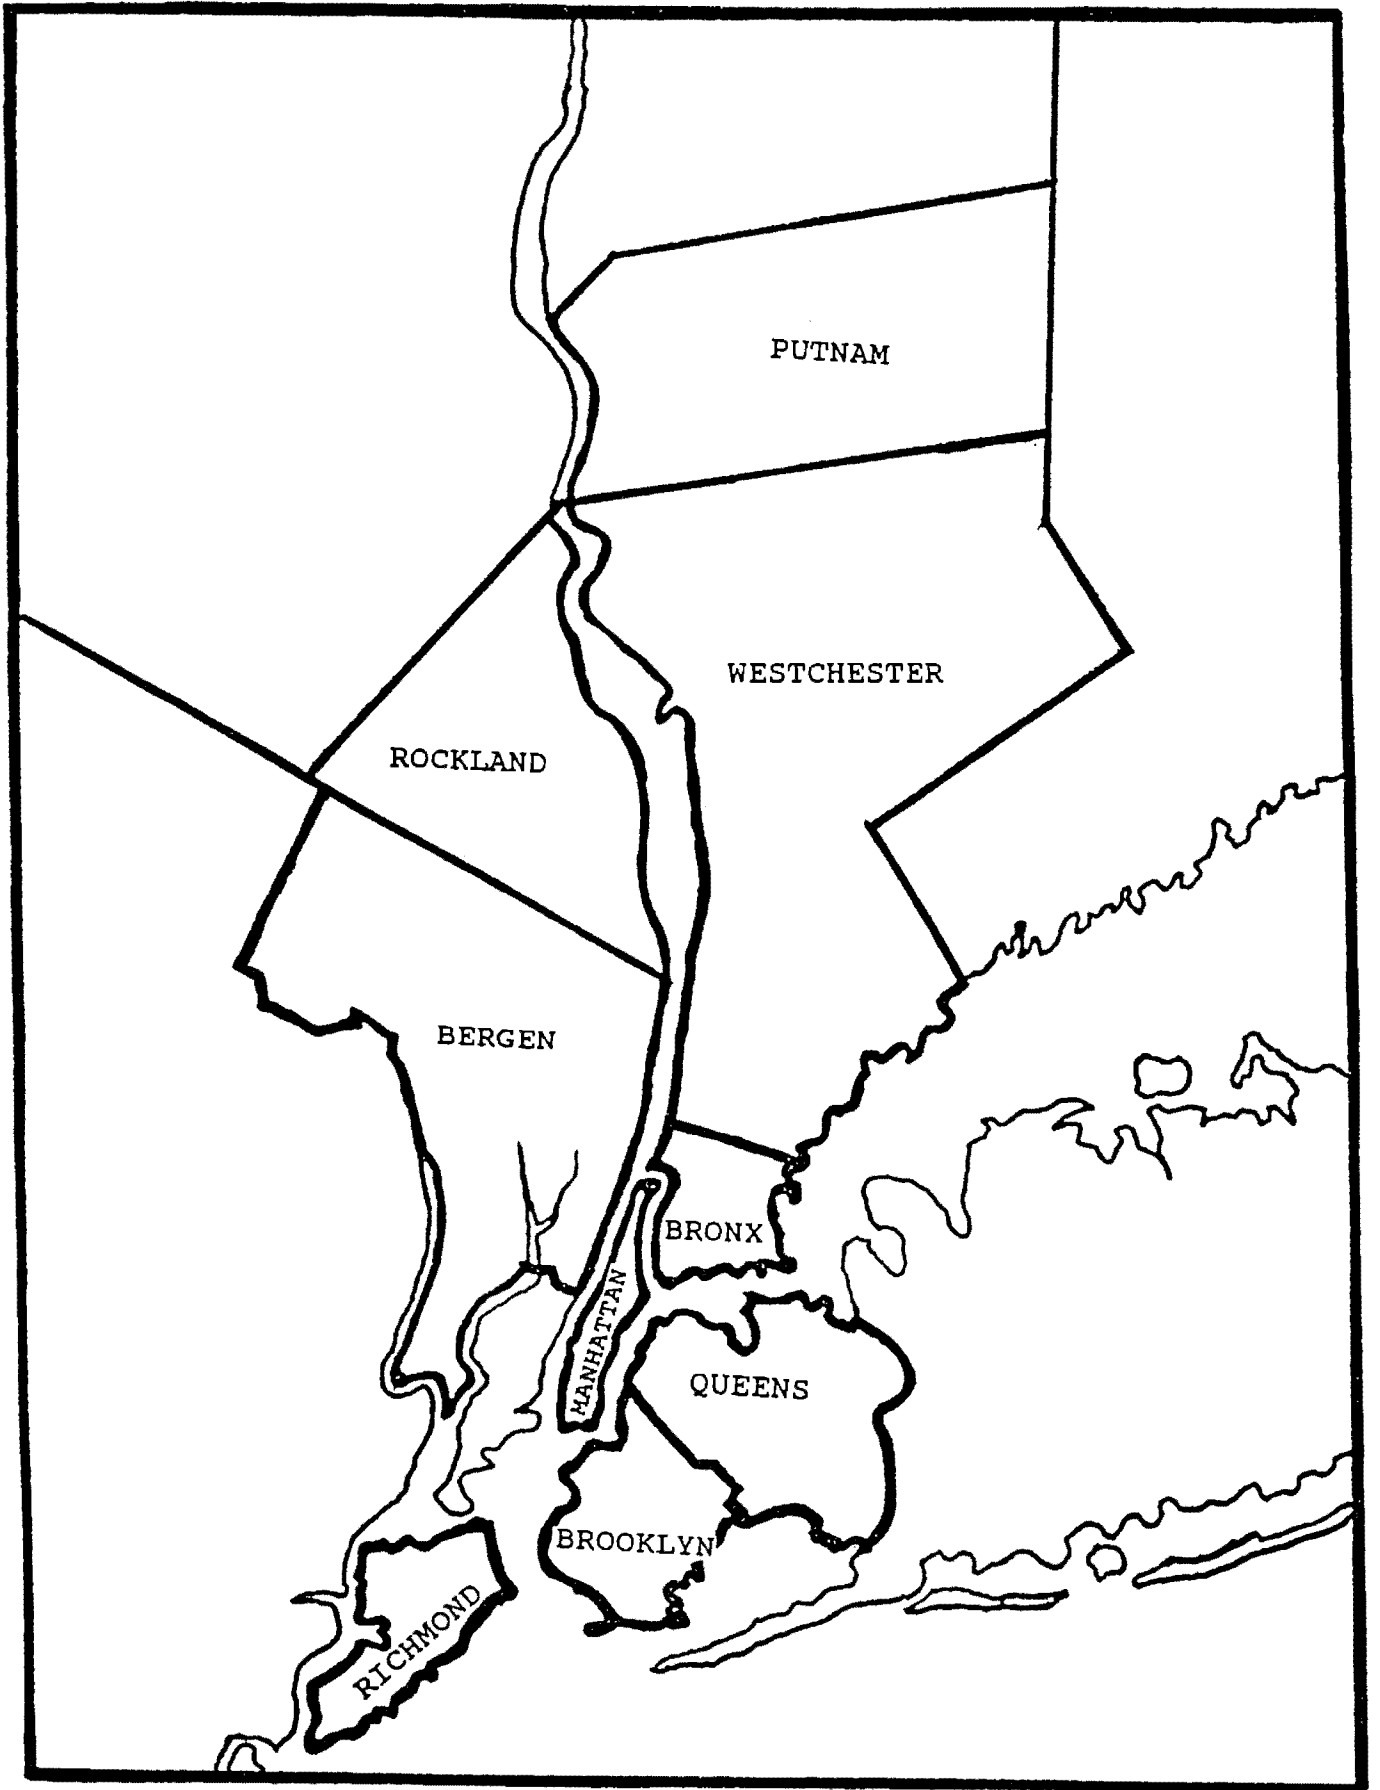 PUTNAM
WESTCHESTER
ROCKLAND
BERGEN
BRONX
MANHATTAN
QUEENS
BROOKLYN
RICHMOND